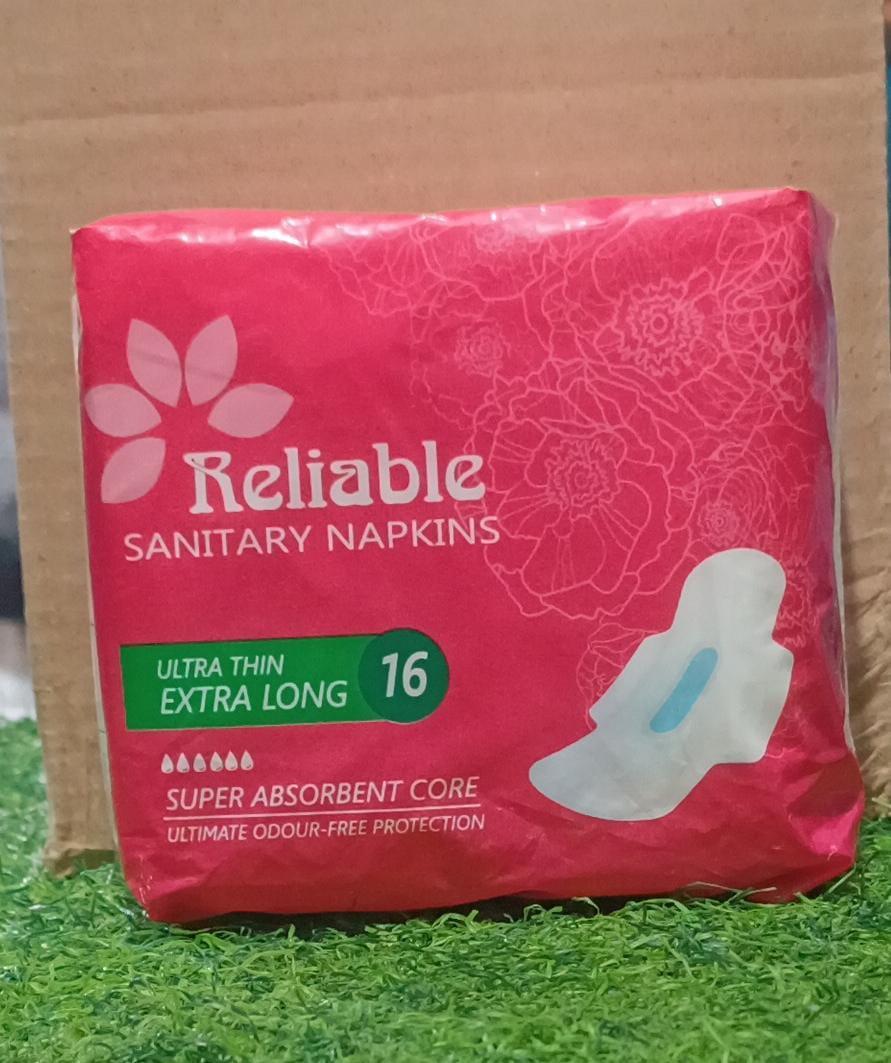 Reliable
SANITARY NAPKINS
ULTRA THIN
EXTRA LONG
16
SUPER ABSORBENT CORE
ULTIMATE ODOUR-FREE PROTECTION